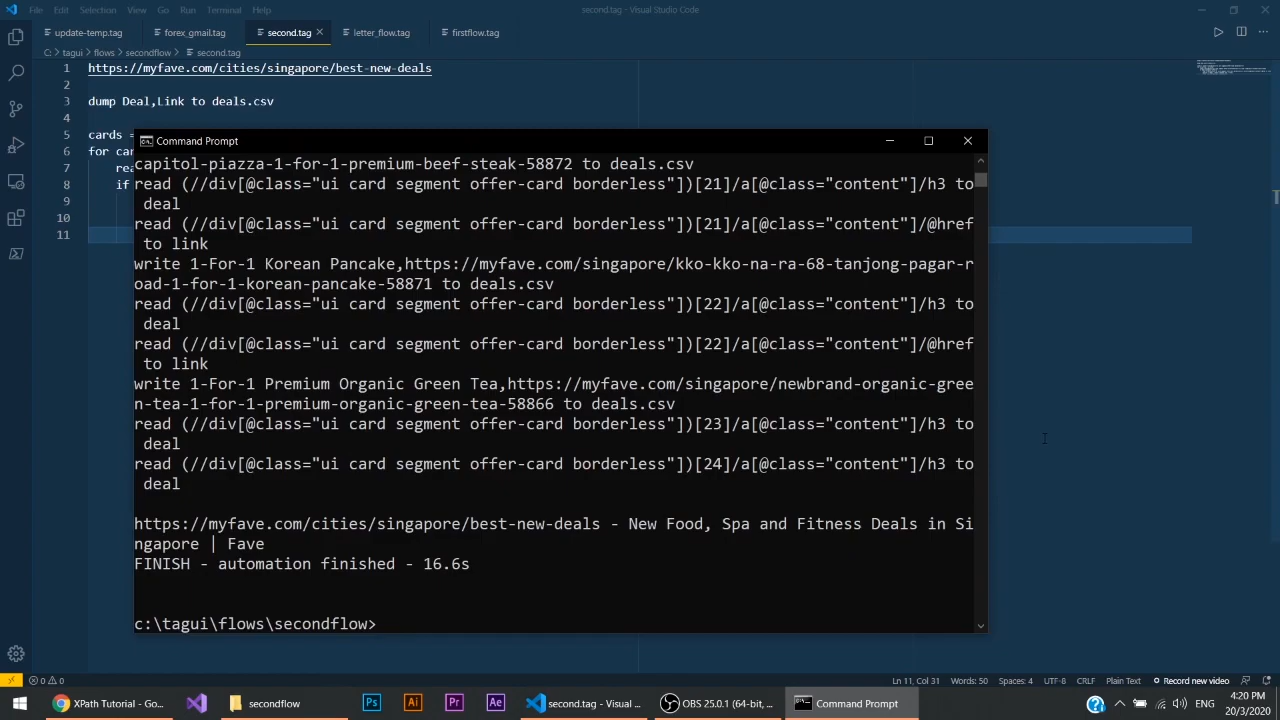 File Edit Selection View Go Run Terminal Help
second.tag - Visual Studio Code
update-temp.tag forex_gmail.tag second.tag letter_flow.tag firstflow.tag
C: > tagui > flows > secondflow > second.tag
1 https://myfave.com/cities/singapore/best-new-deals
2
3 dump Deal,Link to deals.csv
4
5 cards =
6 for car
7 rea
8 if
9
10
11
Command Prompt
capitol-piazza-1-for-1-premium-beef-steak-58872 to deals.csv
read (//div[@class="ui card segment offer-card borderless"])[21]/a[@class="content"]/h3 to
deal
read (//div[@class="ui card segment offer-card borderless"])[21]/a[@class="content"]/@href
to link
write 1-For-1 Korean Pancake,https://myfave.com/singapore/kko-kko-na-ra-68-tanjong-pagar-r
oad-1-for-1-korean-pancake-58871 to deals.csv
read (//div[@class="ui card segment offer-card borderless"])[22]/a[@class="content"]/h3 to
deal
read (//div[@class="ui card segment offer-card borderless"])[22]/a[@class="content"]/@href
to link
write 1-For-1 Premium Organic Green Tea,https://myfave.com/singapore/newbrand-organic-gree
n-tea-1-for-1-premium-organic-green-tea-58866 to deals.csv
read (//div[@class="ui card segment offer-card borderless"])[23]/a[@class="content"]/h3 to
deal
read (//div[@class="ui card segment offer-card borderless"])[24]/a[@class="content"]/h3 to
deal
https://myfave.com/cities/singapore/best-new-deals - New Food, Spa and Fitness Deals in Si
ngapore | Fave
FINISH - automation finished - 16.6s
c:\tagui\flows\secondflow>
0 0 Ln 11, Col 31 Words: 50 Spaces: 4 UTF-8 CRLF Plain Text Record new video
XPath Tutorial - Go... secondflow Ps Ai Pr Ae second.tag - Visual ... OBS 25.0.1 (64-bit, ... Command Prompt ENG
4:20 PM
20/3/2020